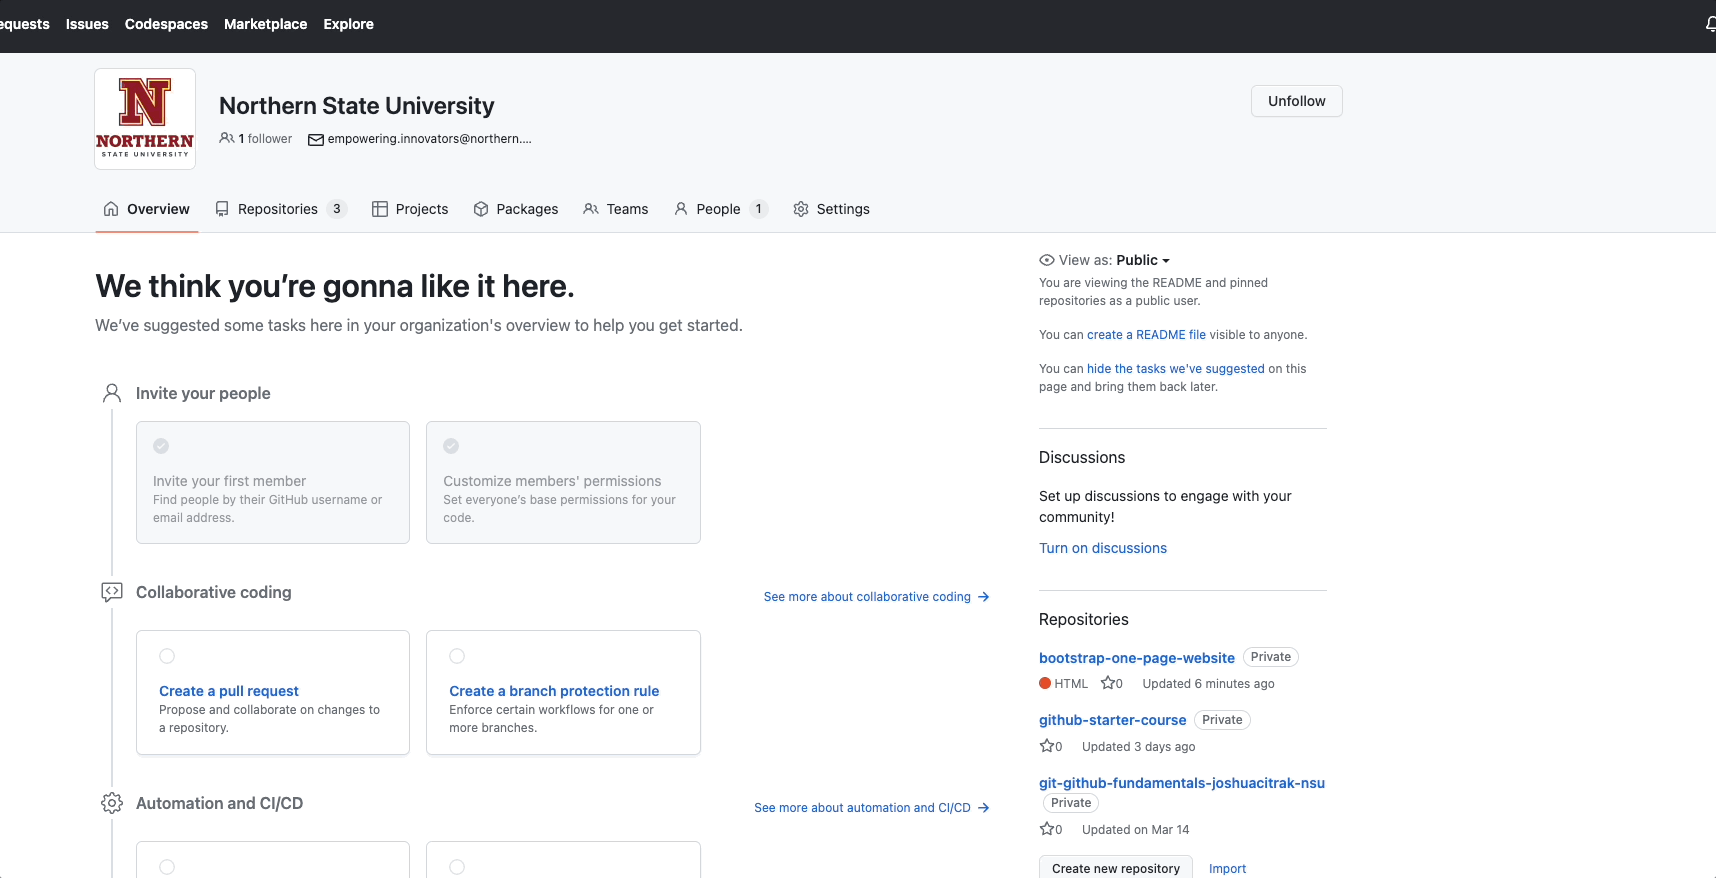 equests Issues Codespaces Marketplace Explore
N
NORTHERN
STATE UNIVERSITY
Northern State University
1 follower empowering.innovators@northern....
Unfollow
Overview Repositories 3 Projects Packages Teams People 1 Settings
We think you’re gonna like it here.
We’ve suggested some tasks here in your organization's overview to help you get started.
Invite your people
Invite your first member
Find people by their GitHub username or
email address.
Customize members' permissions
Set everyone’s base permissions for your
code.
Collaborative coding
See more about collaborative coding
Create a pull request
Propose and collaborate on changes to
a repository.
Create a branch protection rule
Enforce certain workflows for one or
more branches.
Automation and CI/CD
See more about automation and CI/CD
View as: Public
You are viewing the README and pinned
repositories as a public user.
You can create a README file visible to anyone.
You can hide the tasks we've suggested on this
page and bring them back later.
Discussions
Set up discussions to engage with your
community!
Turn on discussions
Repositories
bootstrap-one-page-website Private
HTML 0 Updated 6 minutes ago
github-starter-course Private
0 Updated 3 days ago
git-github-fundamentals-joshuacitrak-nsu
Private
0 Updated on Mar 14
Create new repository Import